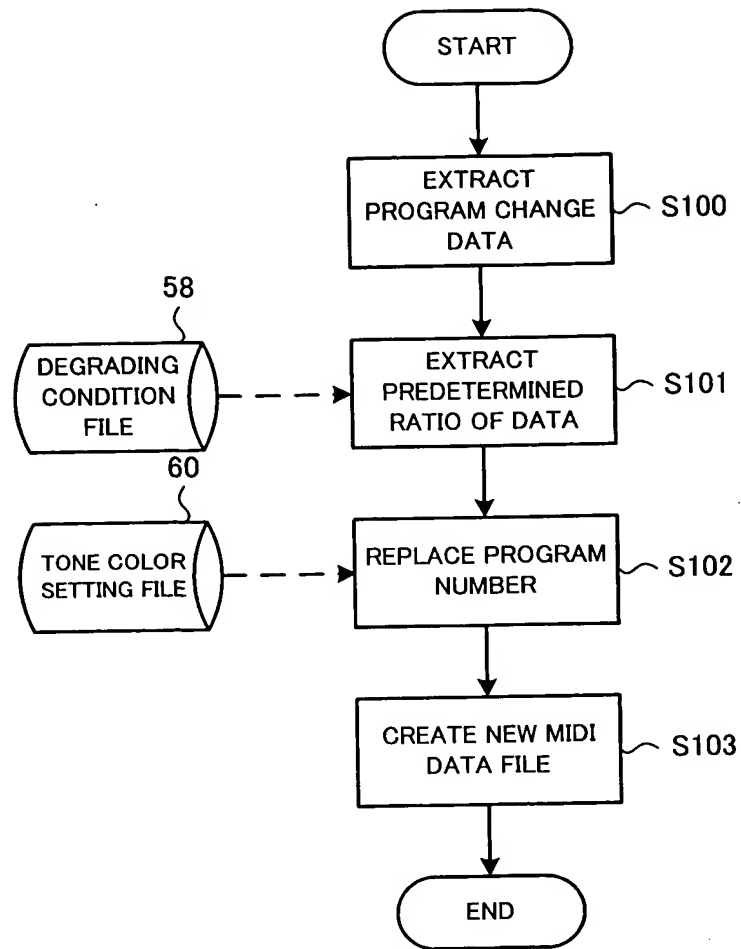 START
EXTRACT
PROGRAM CHANGE
DATA
S100
58
DEGRADING
CONDITION
FILE
EXTRACT
PREDETERMINED
RATIO OF DATA
S101
60
TONE COLOR
SETTING FILE
REPLACE PROGRAM
NUMBER
S102
CREATE NEW MIDI
DATA FILE
S103
END